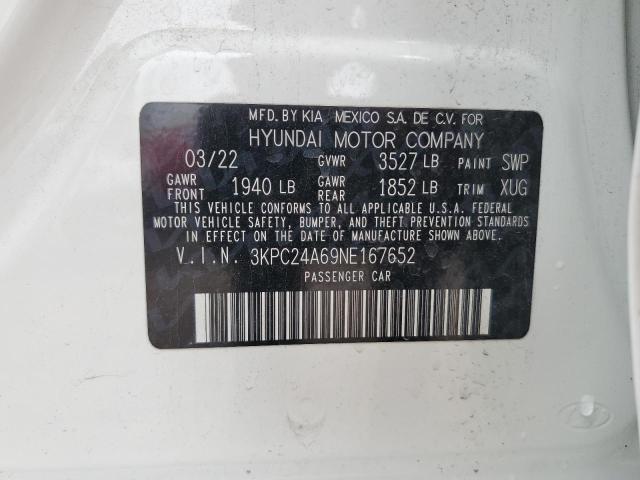 MFD. BY KIA MEXICO S.A. DE C.V. FOR
HYUNDAI MOTOR COMPANY
03/22 GVWR 3527 LB PAINT SWP
GAWR FRONT 1940 LB GAWR REAR 1852 LB TRIM XUG
THIS VEHICLE CONFORMS TO ALL APPLICABLE U.S.A. FEDERAL
MOTOR VEHICLE SAFETY, BUMPER, AND THEFT PREVENTION STANDARDS
IN EFFECT ON THE DATE OF MANUFACTURE SHOWN ABOVE.
V.I.N. 3KPC24A69NE167652
PASSENGER CAR